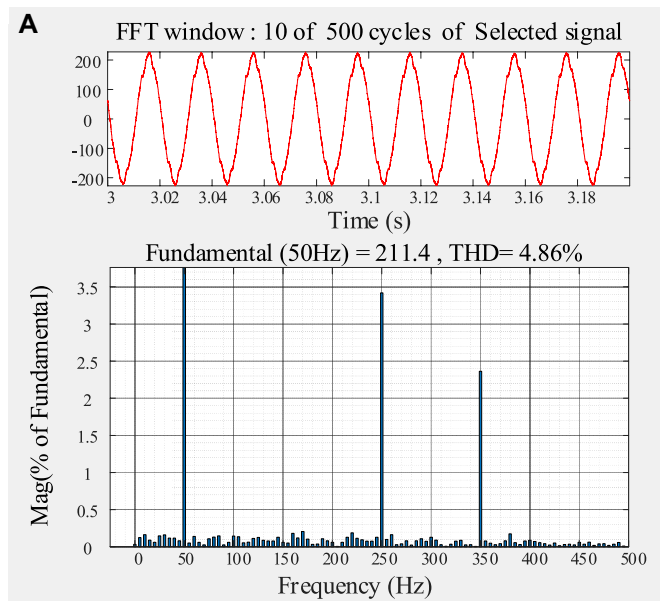 A
FFT window : 10 of 500 cycles of Selected signal
200
100
0
-100
-200
3 3.02 3.04 3.06 3.08 3.1 3.12 3.14 3.16 3.18
Time (s)
Fundamental (50Hz) = 211.4 , THD= 4.86%
Mag(% of Fundamental)
3.5
3
2.5
2
1.5
1
0.5
0
0 50 100 150 200 250 300 350 400 450 500
Frequency (Hz)